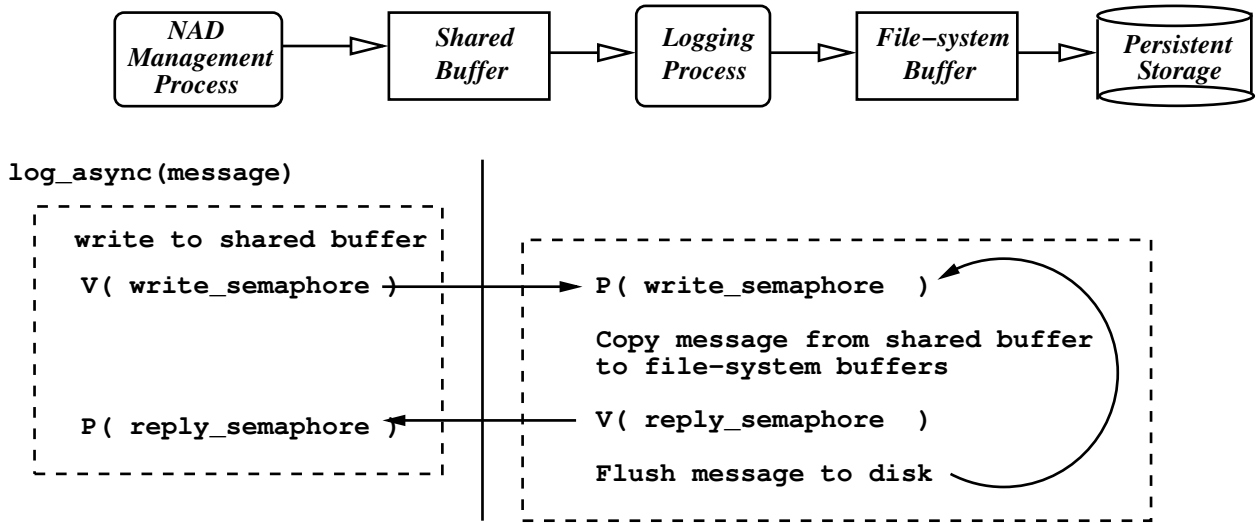 NAD
Management
Process
Shared
Buffer
Logging
Process
File-system
Buffer
Persistent
Storage
log_async(message)
write to shared buffer
V( write_semaphore )
P( reply_semaphore )
P( write_semaphore )
Copy message from shared buffer
to file-system buffers
V( reply_semaphore )
Flush message to disk